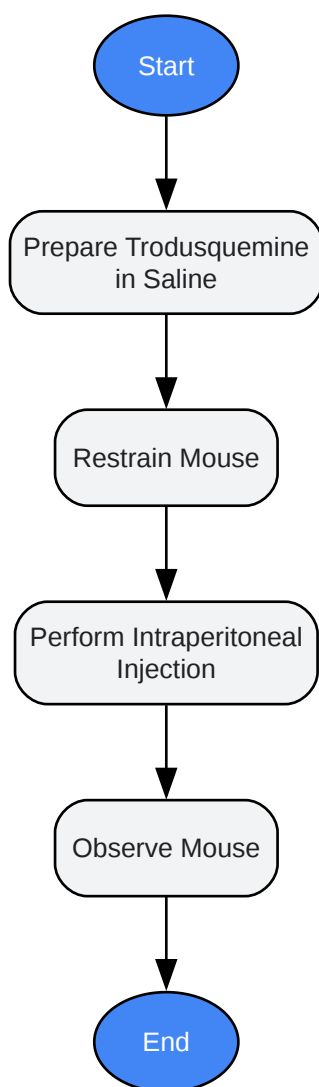 Start
Prepare Trodusquemine
in Saline
Restrain Mouse
Perform Intraperitoneal
Injection
Observe Mouse
End